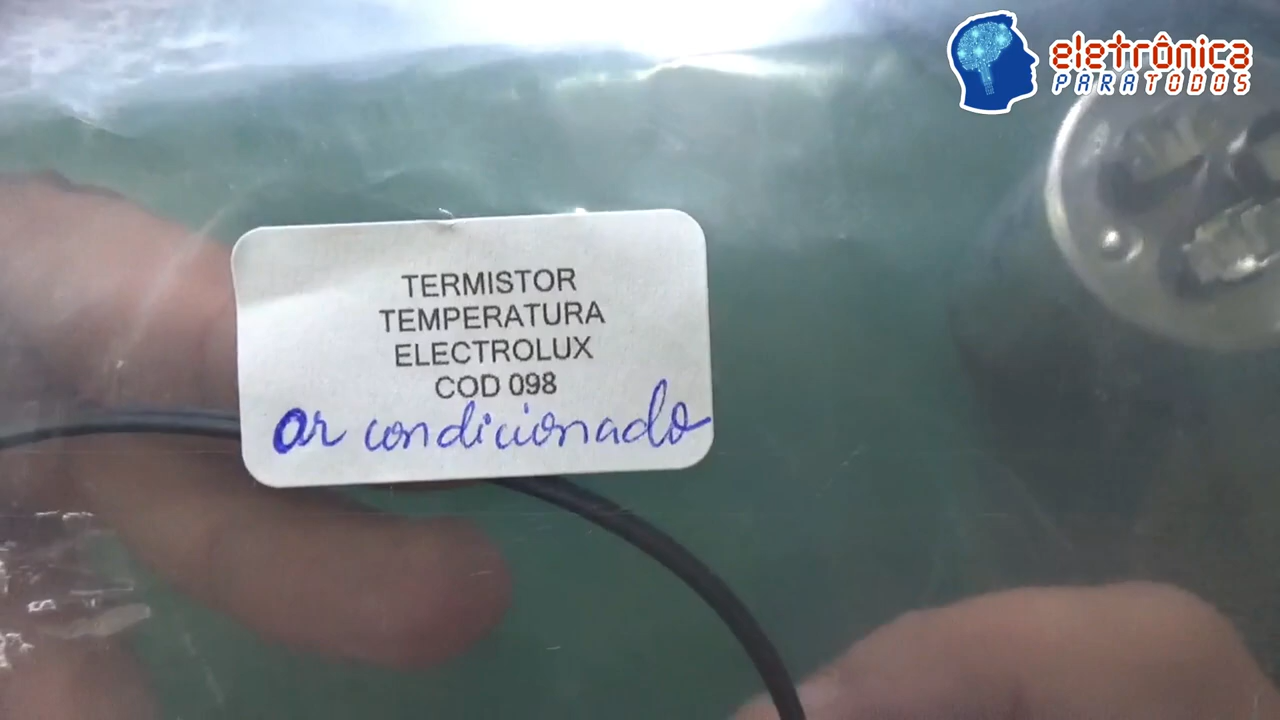 eletrônica
PARATODOS
TERMISTOR
TEMPERATURA
ELECTROLUX
COD 098
ar condicionado